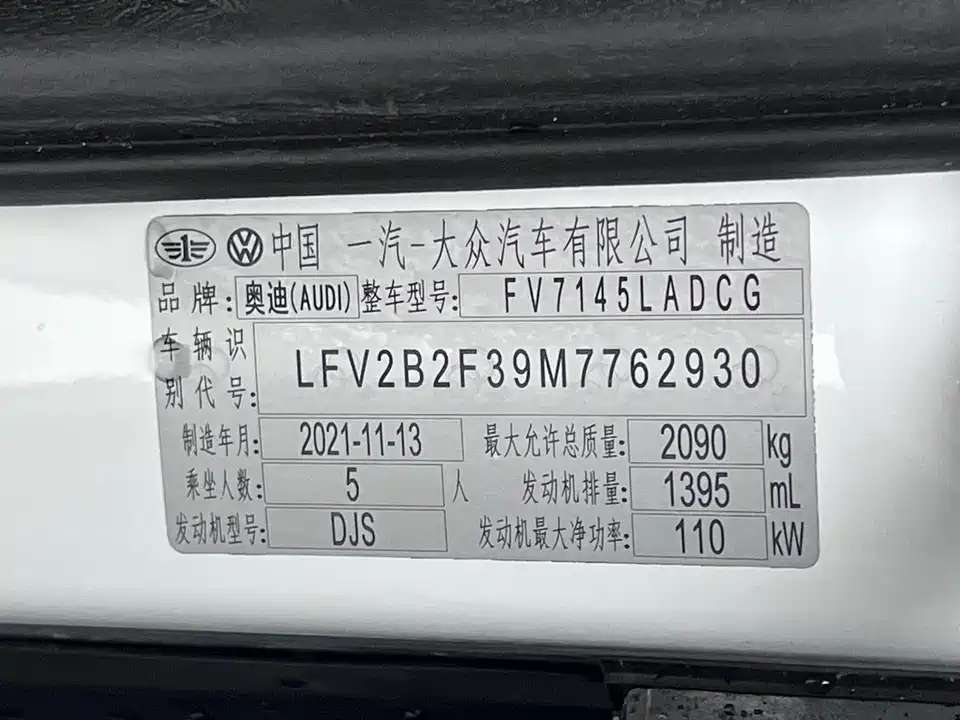 中国 一汽-大众汽车有限公司 制造
品牌: 奥迪(AUDI) 整车型号: FV7145LADCG
车辆识别代号: LFV2B2F39M7762930
制造年月: 2021-11-13 最大允许总质量: 2090 kg
乘坐人数: 5 人 发动机排量: 1395 mL
发动机型号: DJS 发动机最大净功率: 110 kW